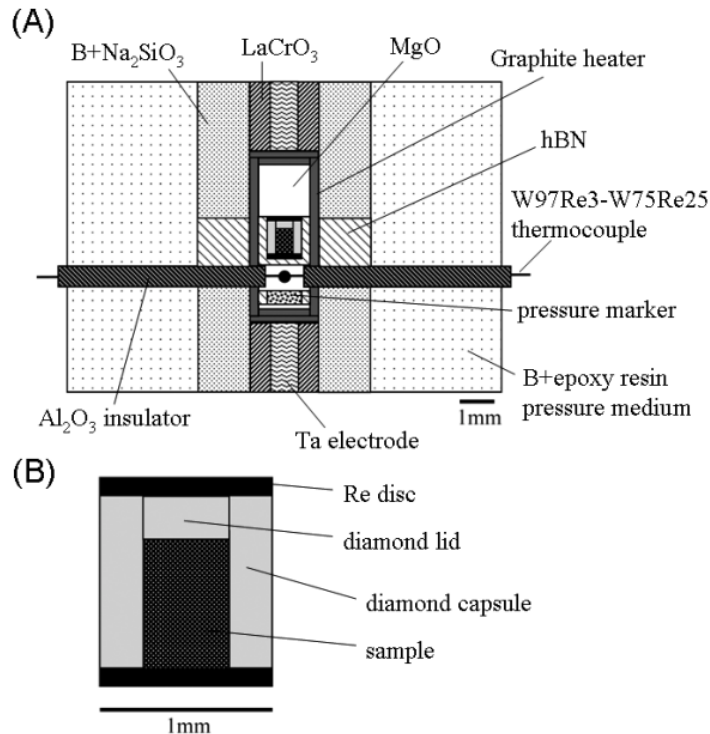 (A)
B+Na₂SiO₃
LaCrO₃
MgO
Graphite heater
hBN
W97Re3-W75Re25
thermocouple
pressure marker
B+epoxy resin
pressure medium
1mm
Al₂O₃ insulator
Ta electrode
(B)
Re disc
diamond lid
diamond capsule
sample
1mm